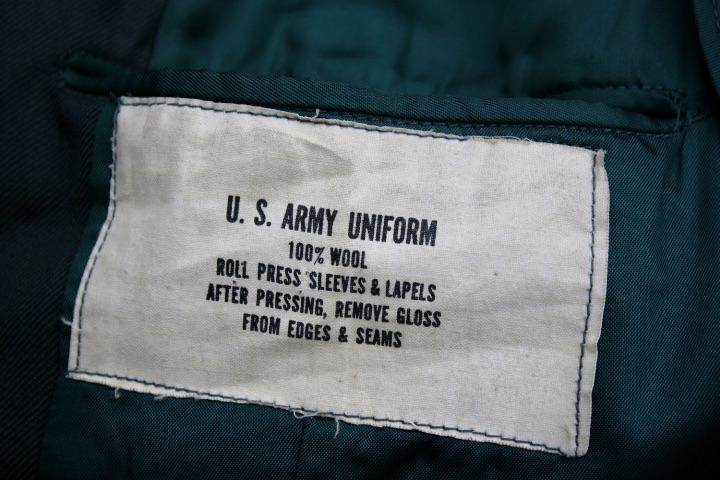 U. S. ARMY UNIFORM
100% WOOL
ROLL PRESS SLEEVES & LAPELS
AFTER PRESSING, REMOVE GLOSS
FROM EDGES & SEAMS